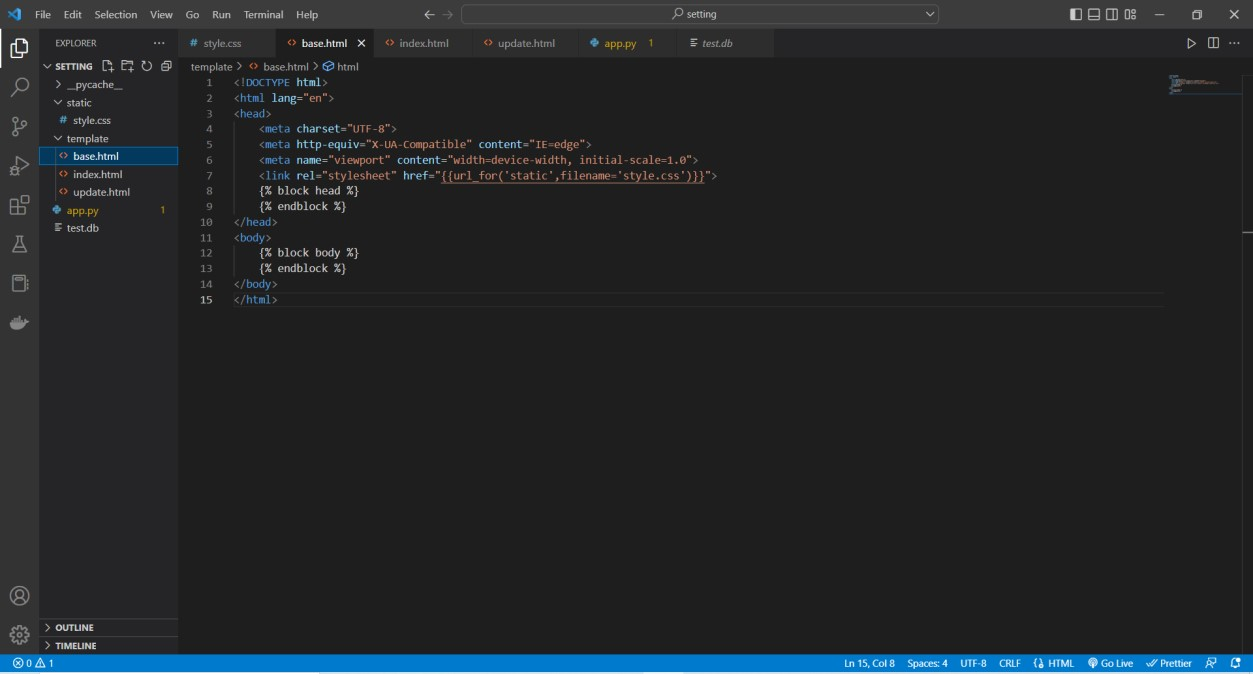 File Edit Selection View Go Run Terminal Help
setting
EXPLORER
# style.css
base.html
index.html
update.html
app.py 1
test.db
SETTING
template > base.html > html
__pycache__
static
# style.css
template
base.html
index.html
update.html
app.py 1
test.db
1 <!DOCTYPE html>
2 <html lang="en">
3 <head>
4 <meta charset="UTF-8">
5 <meta http-equiv="X-UA-Compatible" content="IE=edge">
6 <meta name="viewport" content="width=device-width, initial-scale=1.0">
7 <link rel="stylesheet" href="{{url_for('static',filename='style.css')}}">
8 {% block head %}
9 {% endblock %}
10 </head>
11 <body>
12 {% block body %}
13 {% endblock %}
14 </body>
15 </html>
OUTLINE
TIMELINE
0 1
Ln 15, Col 8 Spaces: 4 UTF-8 CRLF {} HTML Go Live Prettier